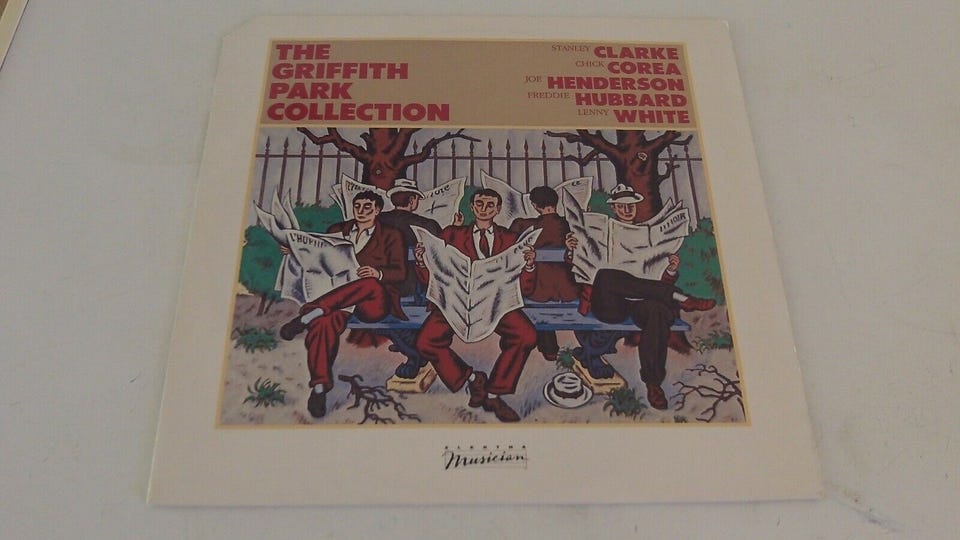 THE
GRIFFITH
PARK
COLLECTION
STANLEY CLARKE
CHICK COREA
JOE HENDERSON
FREDDIE HUBBARD
LENNY WHITE
ELEKTRA
Musician